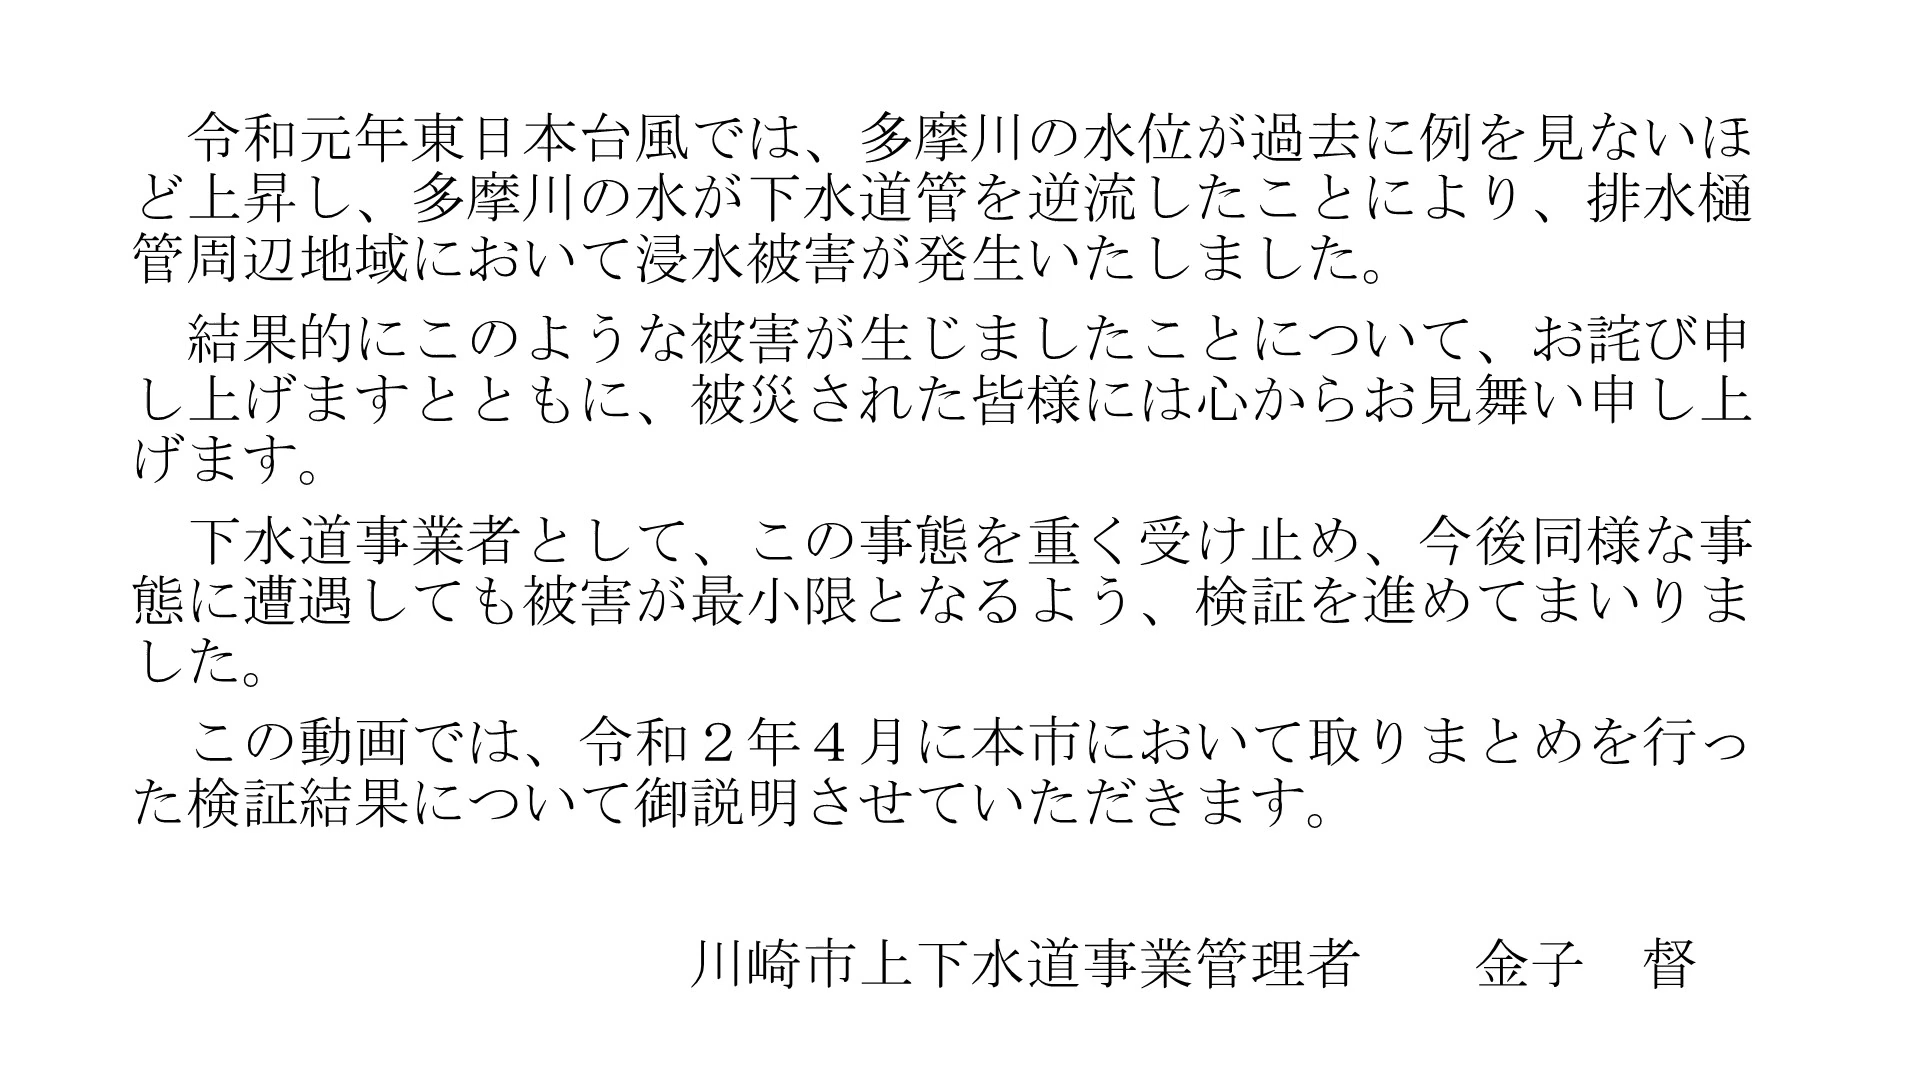 令和元年東日本台風では、多摩川の水位が過去に例を見ないほ
ど上昇し、多摩川の水が下水道管を逆流したことにより、排水樋
管周辺地域において浸水被害が発生いたしました。
　結果的にこのような被害が生じましたことについて、お詫び申
し上げますとともに、被災された皆様には心からお見舞い申し上
げます。
　下水道事業者として、この事態を重く受け止め、今後同様な事
態に遭遇しても被害が最小限となるよう、検証を進めてまいりま
した。
　この動画では、令和２年４月に本市において取りまとめを行っ
た検証結果について御説明させていただきます。
川崎市上下水道事業管理者　　金子　督